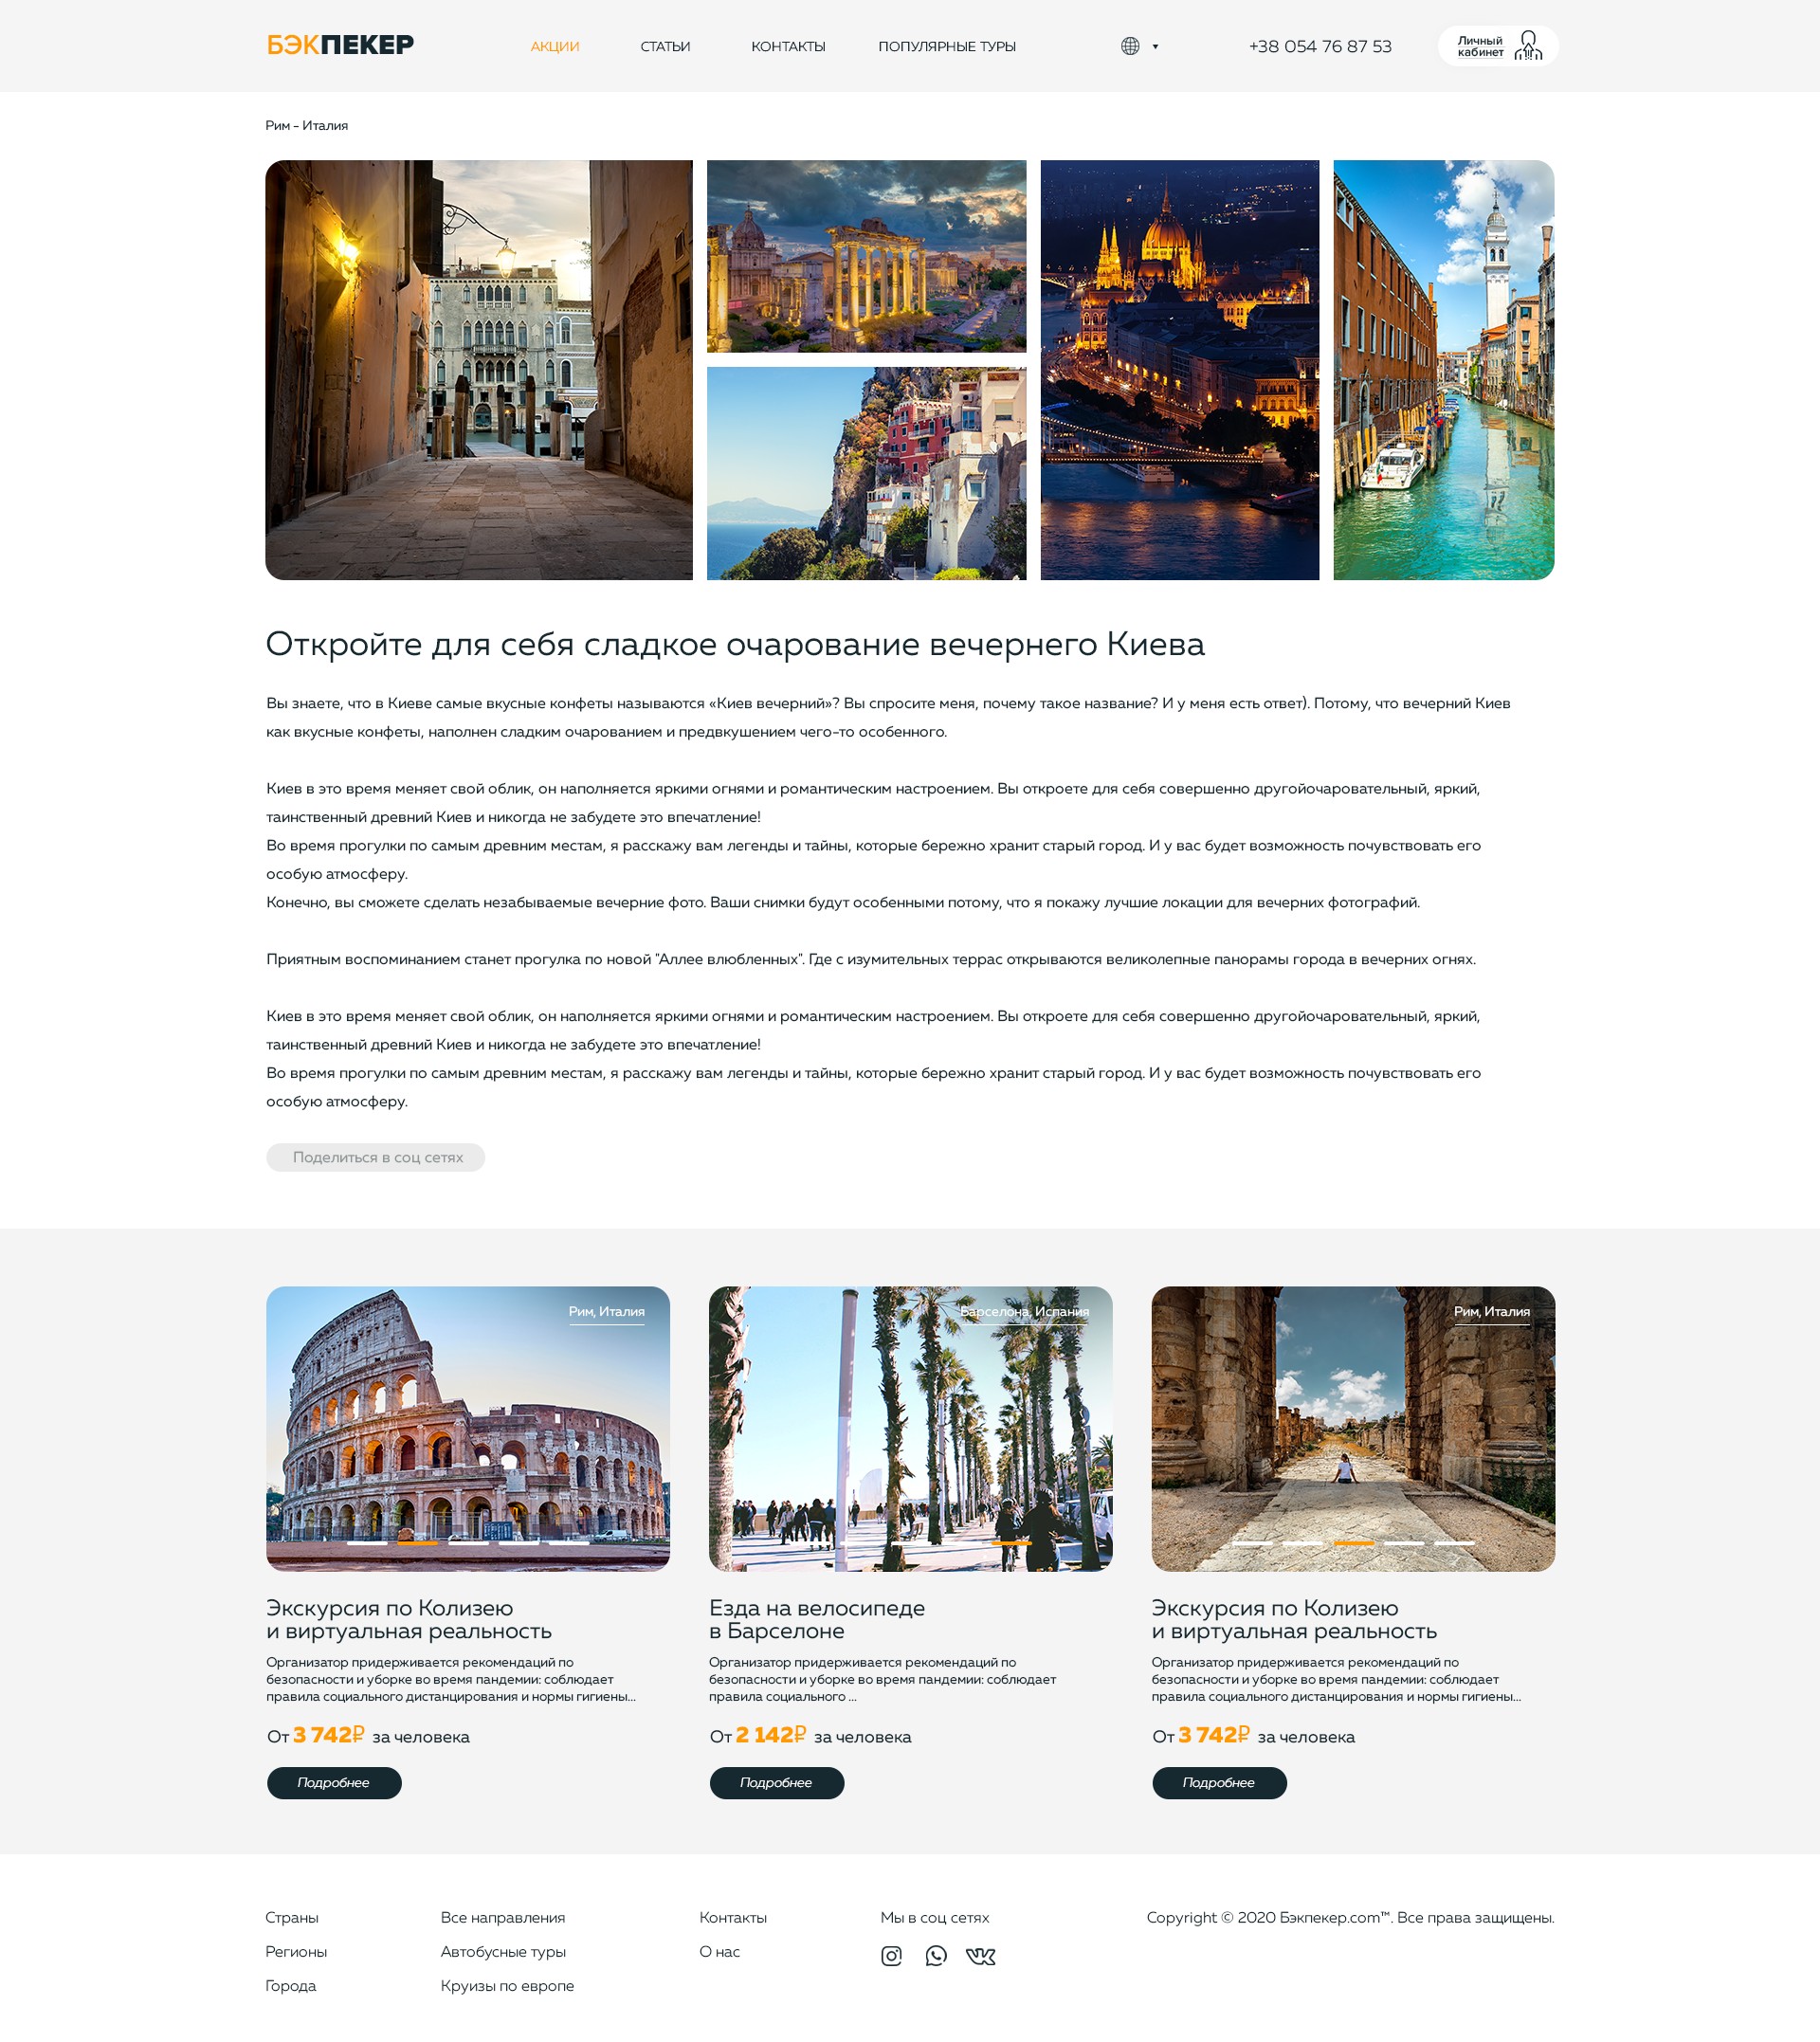 БЭКПЕКЕР
АКЦИИ
СТАТЬИ
КОНТАКТЫ
ПОПУЛЯРНЫЕ ТУРЫ
+38 054 76 87 53
Личный
кабинет
Рим - Италия
Откройте для себя сладкое очарование вечернего Киева
Вы знаете, что в Киеве самые вкусные конфеты называются «Киев вечерний»? Вы спросите меня, почему такое название? И у меня есть ответ). Потому, что вечерний Киев
как вкусные конфеты, наполнен сладким очарованием и предвкушением чего-то особенного.
Киев в это время меняет свой облик, он наполняется яркими огнями и романтическим настроением. Вы откроете для себя совершенно другойочаровательный, яркий,
таинственный древний Киев и никогда не забудете это впечатление!
Во время прогулки по самым древним местам, я расскажу вам легенды и тайны, которые бережно хранит старый город. И у вас будет возможность почувствовать его
особую атмосферу.
Конечно, вы сможете сделать незабываемые вечерние фото. Ваши снимки будут особенными потому, что я покажу лучшие локации для вечерних фотографий.
Приятным воспоминанием станет прогулка по новой "Аллее влюбленных". Где с изумительных террас открываются великолепные панорамы города в вечерних огнях.
Киев в это время меняет свой облик, он наполняется яркими огнями и романтическим настроением. Вы откроете для себя совершенно другойочаровательный, яркий,
таинственный древний Киев и никогда не забудете это впечатление!
Во время прогулки по самым древним местам, я расскажу вам легенды и тайны, которые бережно хранит старый город. И у вас будет возможность почувствовать его
особую атмосферу.
Поделиться в соц сетях
Рим, Италия
Экскурсия по Колизею
и виртуальная реальность
Организатор придерживается рекомендаций по
безопасности и уборке во время пандемии: соблюдает
правила социального дистанцирования и нормы гигиены...
От 3 742₽ за человека
Подробнее
Барселона, Испания
Езда на велосипеде
в Барселоне
Организатор придерживается рекомендаций по
безопасности и уборке во время пандемии: соблюдает
правила социального ...
От 2 142₽ за человека
Подробнее
Рим, Италия
Экскурсия по Колизею
и виртуальная реальность
Организатор придерживается рекомендаций по
безопасности и уборке во время пандемии: соблюдает
правила социального дистанцирования и нормы гигиены...
От 3 742₽ за человека
Подробнее
Страны
Регионы
Города
Все направления
Автобусные туры
Круизы по европе
Контакты
О нас
Мы в соц сетях
Copyright © 2020 Бэкпекер.com™. Все права защищены.